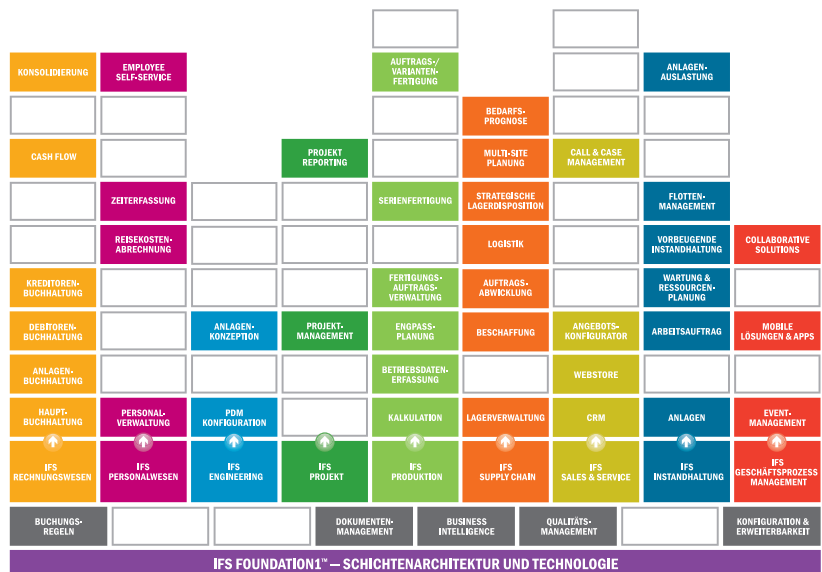 AUFTRAGS-/
VARIANTEN-
FERTIGUNG
KONSOLIDIERUNG
EMPLOYEE
SELF-SERVICE
ANLAGEN-
AUSLASTUNG
BEDARFS-
PROGNOSE
CASH FLOW
PROJEKT
REPORTING
MULTI-SITE
PLANUNG
CALL & CASE
MANAGEMENT
ZEITERFASSUNG
SERIENFERTIGUNG
STRATEGISCHE
LAGERDISPOSITION
FLOTTEN-
MANAGEMENT
REISEKOSTEN-
ABRECHNUNG
LOGISTIK
VORBEUGENDE
INSTANDHALTUNG
COLLABORATIVE
SOLUTIONS
KREDITOREN-
BUCHHALTUNG
FERTIGUNGS-
AUFTRAGS-
VERWALTUNG
AUFTRAGS-
ABWICKLUNG
WARTUNG &
RESSOURCEN-
PLANUNG
DEBITOREN-
BUCHHALTUNG
ANLAGEN-
KONZEPTION
PROJEKT-
MANAGEMENT
ENGPASS-
PLANUNG
BESCHAFFUNG
ANGEBOTS-
KONFIGURATOR
ARBEITSAUFTRAG
MOBILE
LÖSUNGEN & APPS
ANLAGEN-
BUCHHALTUNG
BETRIEBSDATEN-
ERFASSUNG
WEBSTORE
HAUPT-
BUCHHALTUNG
PERSONAL-
VERWALTUNG
PDM
KONFIGURATION
KALKULATION
LAGERVERWALTUNG
CRM
ANLAGEN
EVENT-
MANAGEMENT
IFS
RECHNUNGSWESEN
IFS
PERSONALWESEN
IFS
ENGINEERING
IFS
PROJEKT
IFS
PRODUKTION
IFS
SUPPLY CHAIN
IFS
SALES & SERVICE
IFS
INSTANDHALTUNG
IFS
GESCHÄFTSPROZESS
MANAGEMENT
BUCHUNGS-
REGELN
DOKUMENTEN-
MANAGEMENT
BUSINESS
INTELLIGENCE
QUALITÄTS-
MANAGEMENT
KONFIGURATION &
ERWEITERBARKEIT
IFS FOUNDATION1™ — SCHICHTENARCHITEKTUR UND TECHNOLOGIE